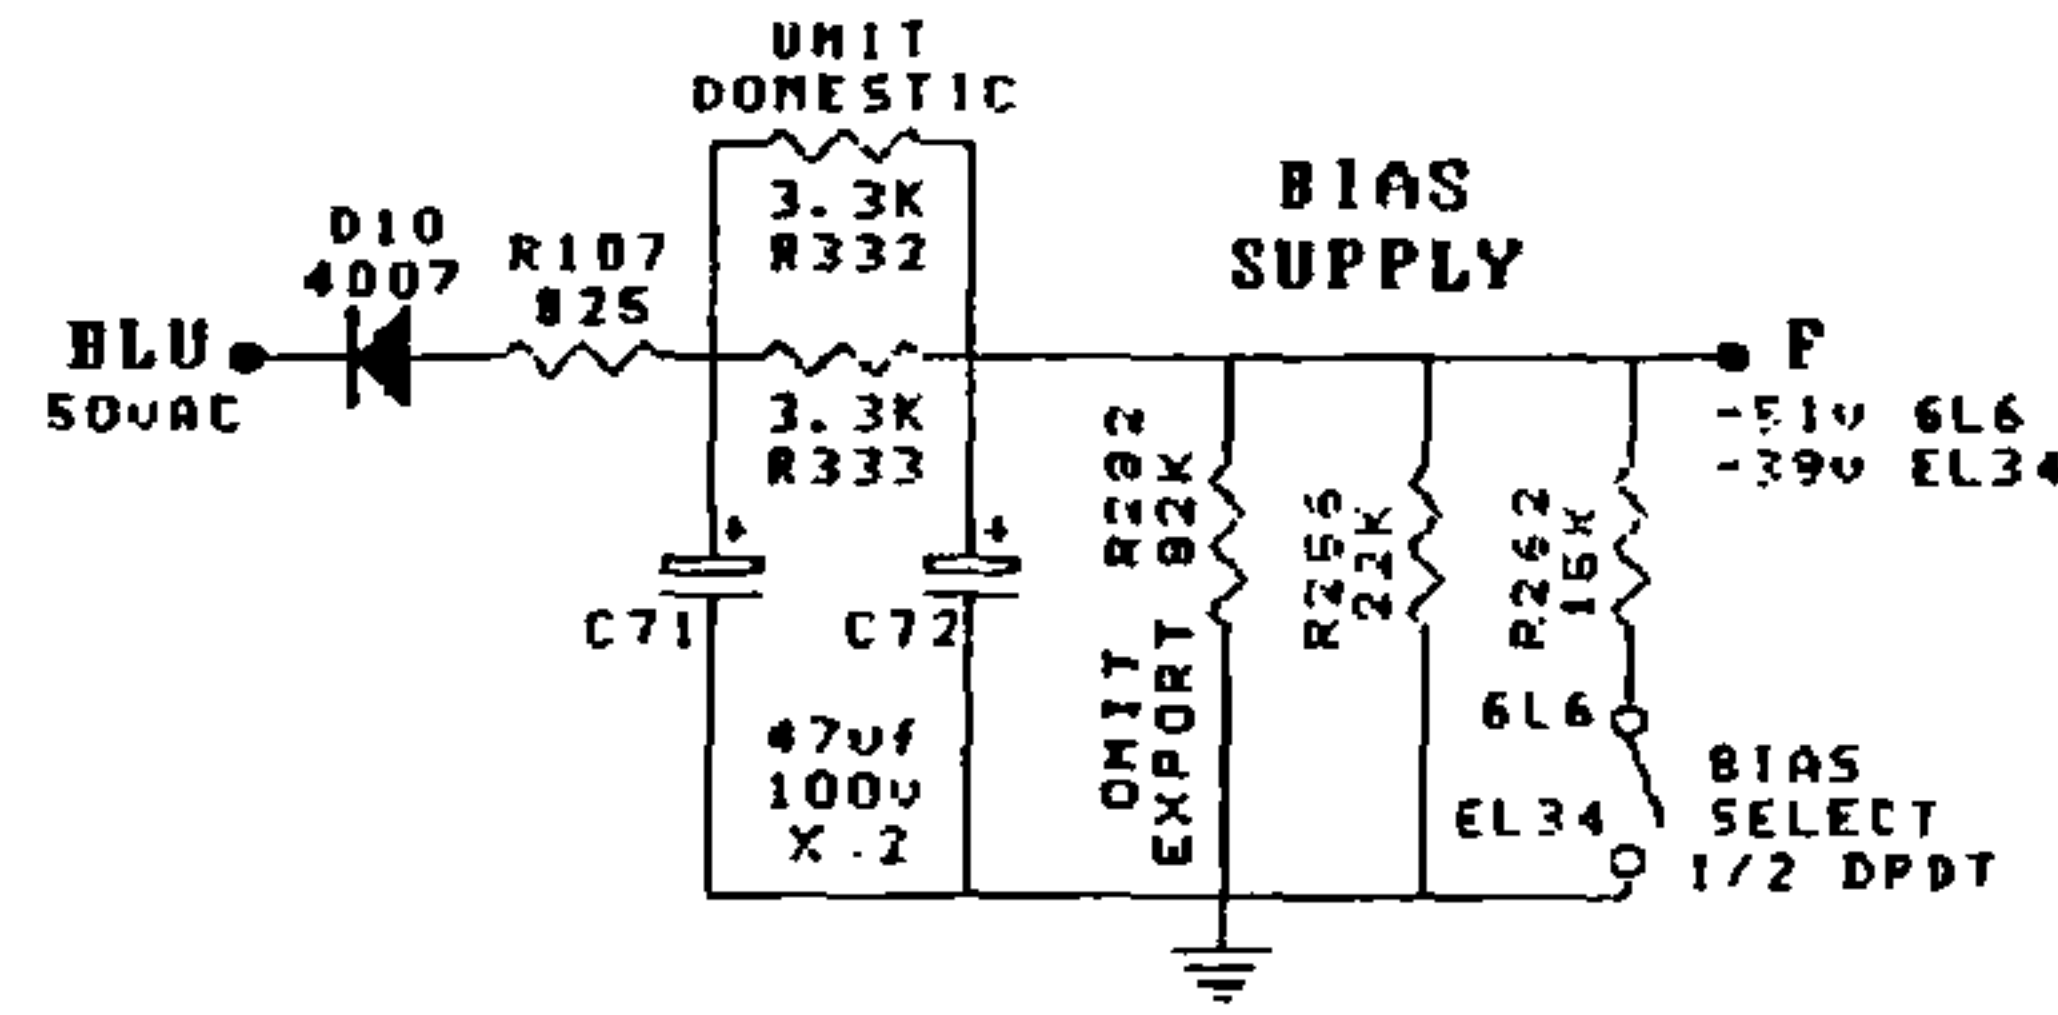 OMIT
DOMESTIC
3.3K
R332
BIAS
SUPPLY
D10
4007
R107
825
BLU
50vAC
3.3K
R333
F
-51v 6L6
-39v EL34
82K
R256
22K
R262
15K
C71
C72
OMIT
EXPORT
47uf
100v
X 2
6L6
EL34
BIAS
SELECT
1/2 DPDT